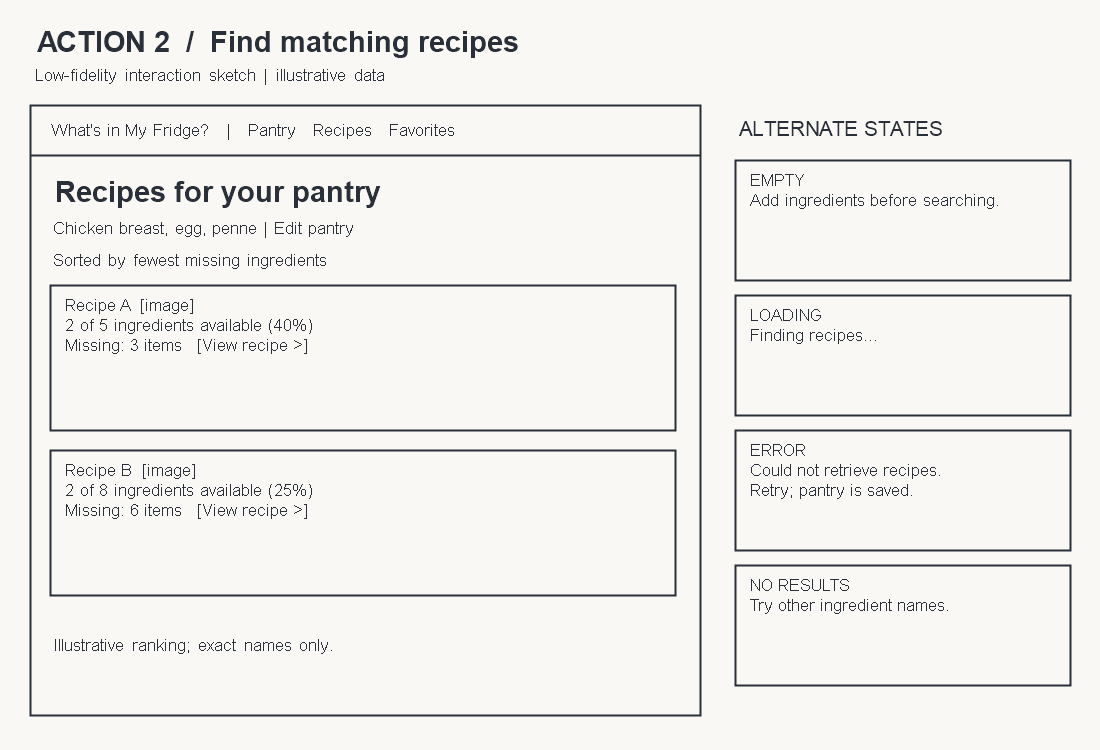 ACTION 2 / Find matching recipes
Low-fidelity interaction sketch | illustrative data
What's in My Fridge? | Pantry Recipes Favorites
Recipes for your pantry
Chicken breast, egg, penne | Edit pantry
Sorted by fewest missing ingredients
Recipe A [image]
2 of 5 ingredients available (40%)
Missing: 3 items [View recipe >]
Recipe B [image]
2 of 8 ingredients available (25%)
Missing: 6 items [View recipe >]
Illustrative ranking; exact names only.
ALTERNATE STATES
EMPTY
Add ingredients before searching.
LOADING
Finding recipes...
ERROR
Could not retrieve recipes.
Retry; pantry is saved.
NO RESULTS
Try other ingredient names.